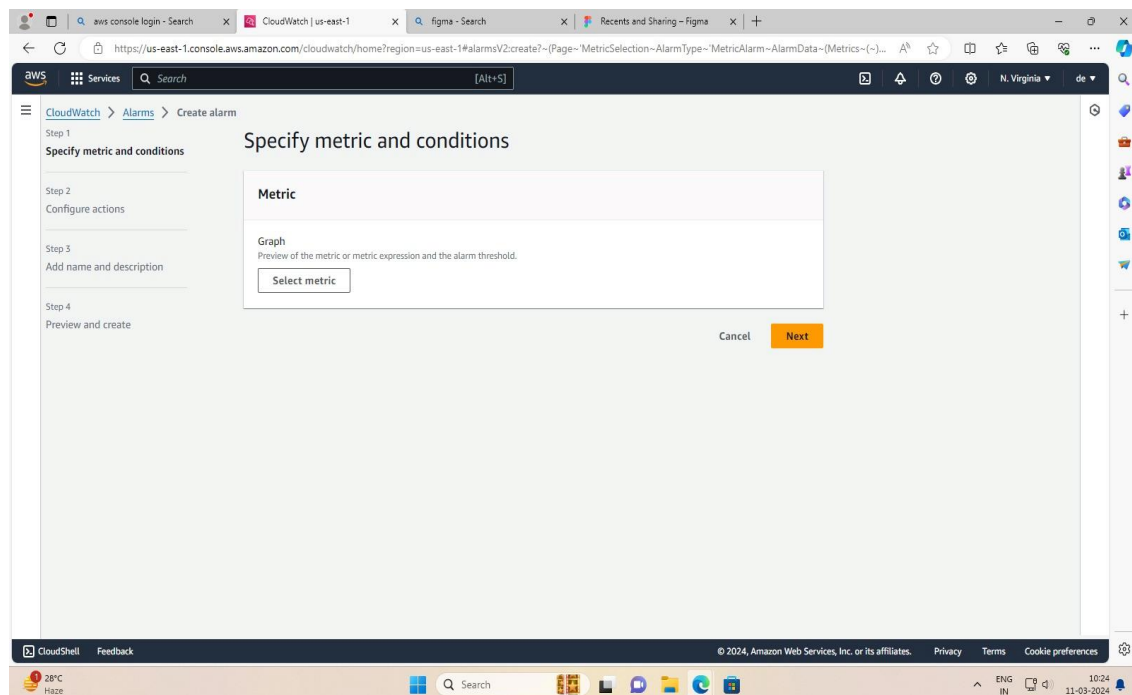 aws console login - Search
CloudWatch | us-east-1
figma - Search
Recents and Sharing – Figma
https://us-east-1.console.aws.amazon.com/cloudwatch/home?region=us-east-1#alarmsV2:create?~(Page~'MetricSelection~AlarmType~'MetricAlarm~AlarmData~(Metrics~(~)...
aws
Services
Search
[Alt+S]
N. Virginia ▼
de ▼
CloudWatch > Alarms > Create alarm
Step 1
Specify metric and conditions
Step 2
Configure actions
Step 3
Add name and description
Step 4
Preview and create
Specify metric and conditions
Metric
Graph
Preview of the metric or metric expression and the alarm threshold.
Select metric
Cancel
Next
CloudShell
Feedback
© 2024, Amazon Web Services, Inc. or its affiliates.
Privacy
Terms
Cookie preferences
1
28°C
Haze
Search
ENG
IN
10:24
11-03-2024